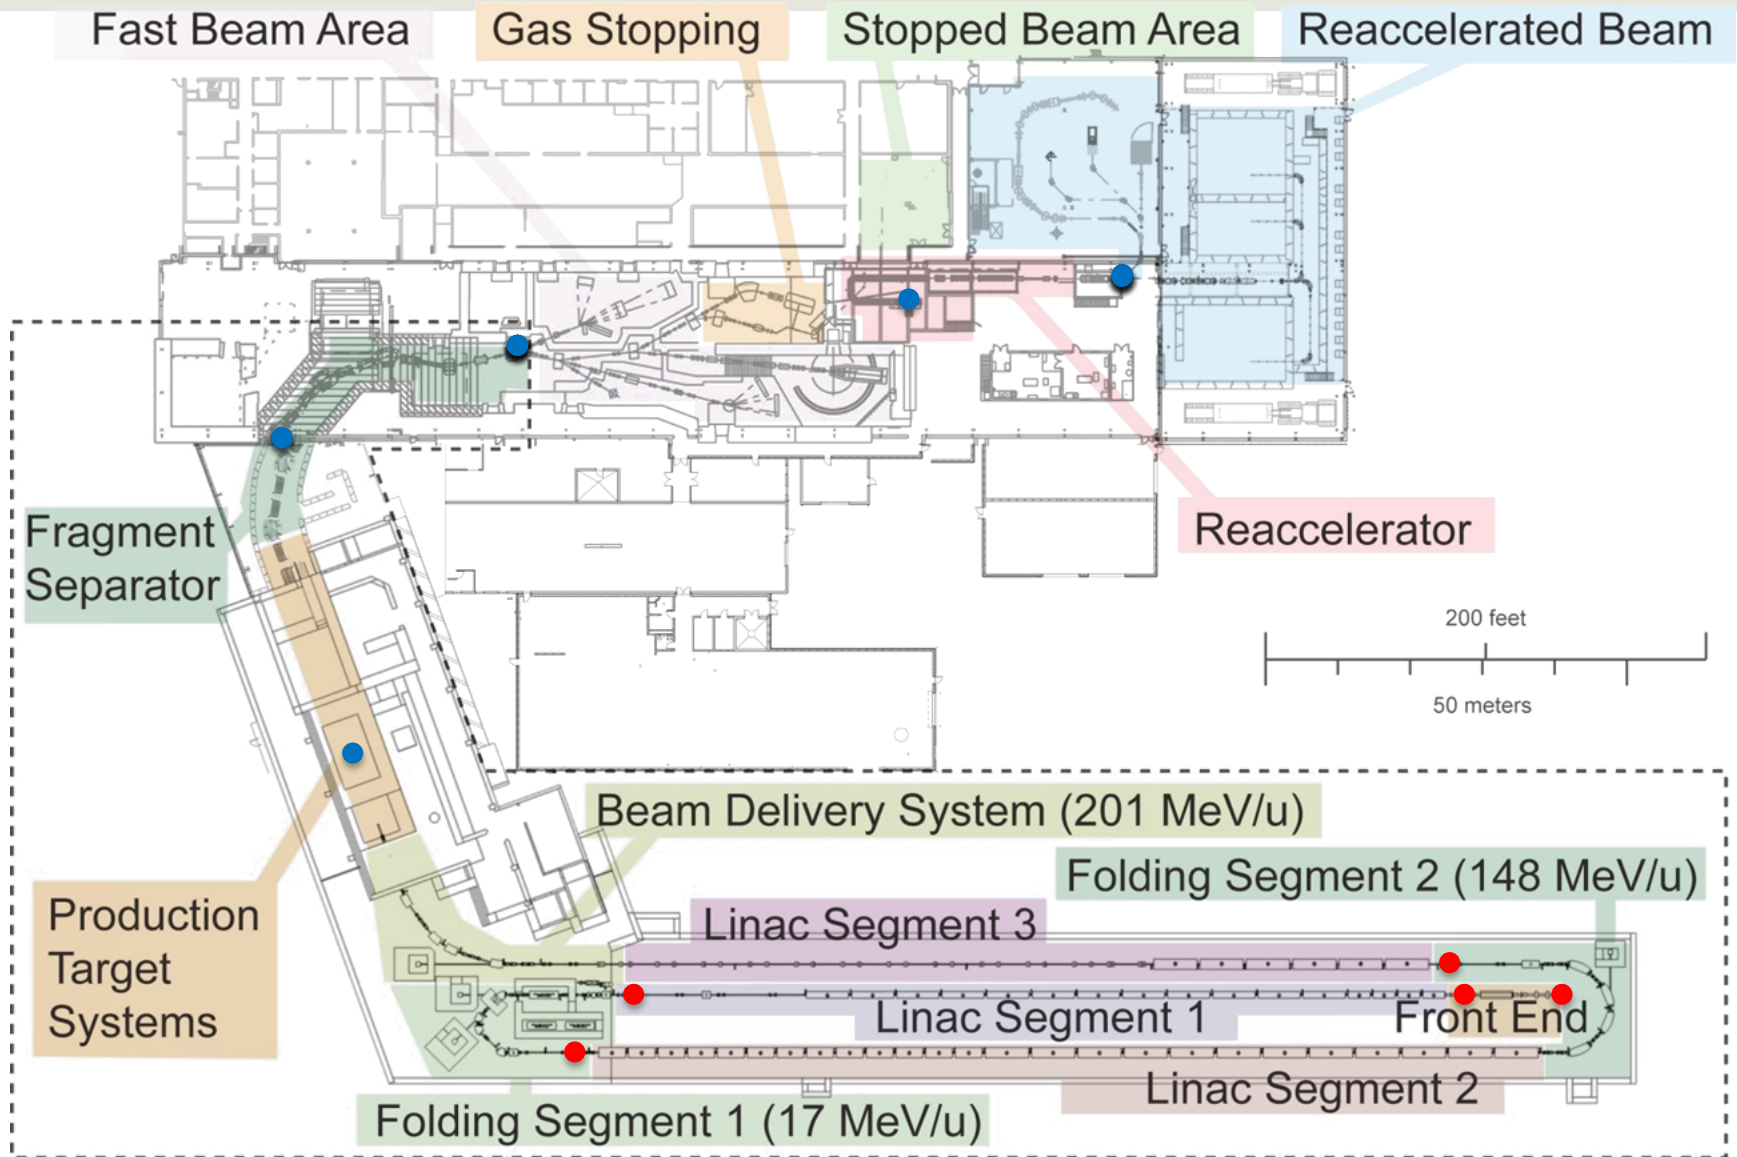 Fast Beam Area
Gas Stopping
Stopped Beam Area
Reaccelerated Beam
Fragment
Separator
Reaccelerator
200 feet
50 meters
Beam Delivery System (201 MeV/u)
Folding Segment 2 (148 MeV/u)
Production
Target
Systems
Linac Segment 3
Linac Segment 1
Front End
Linac Segment 2
Folding Segment 1 (17 MeV/u)